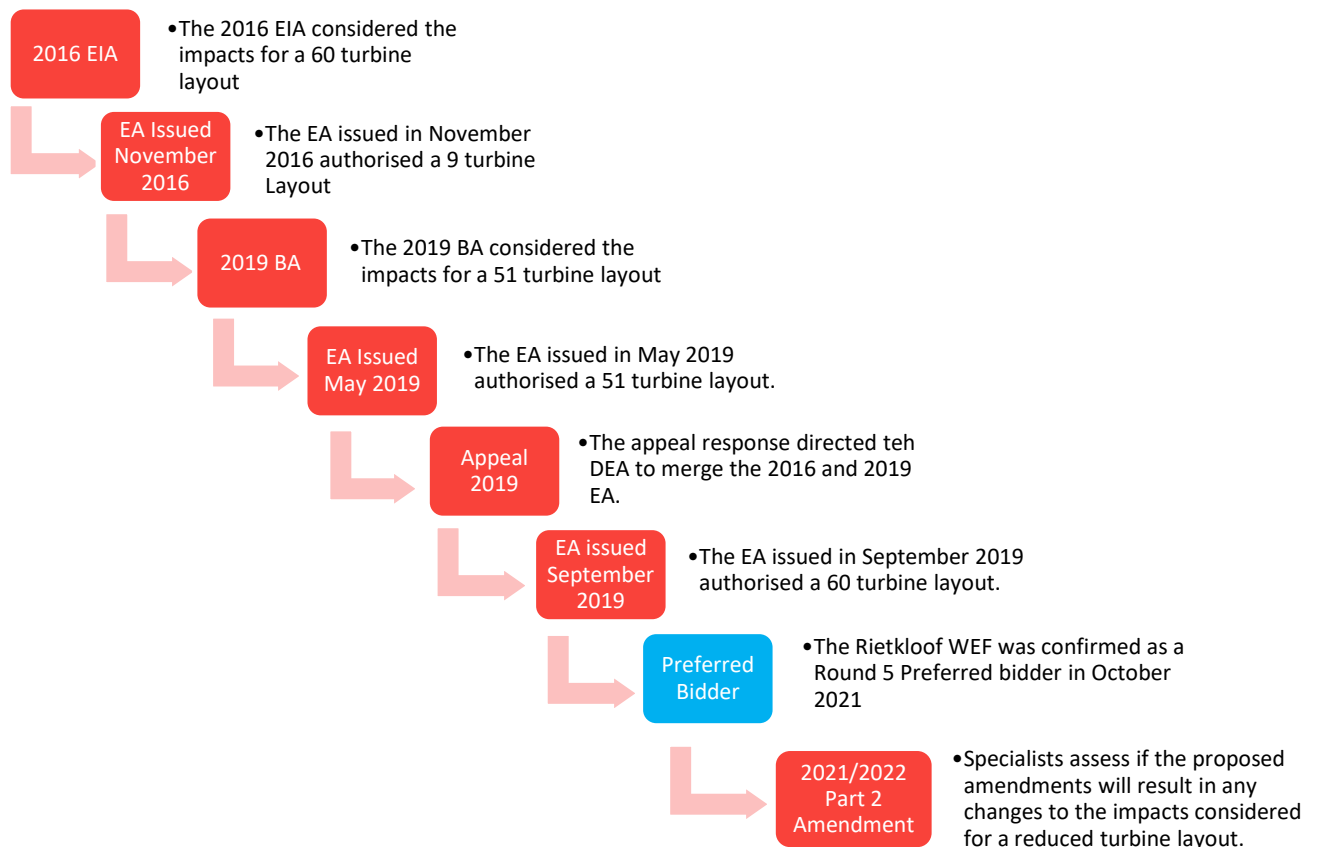 2016 EIA
•The 2016 EIA considered the
impacts for a 60 turbine
layout
EA Issued
November
2016
•The EA issued in November
2016 authorised a 9 turbine
Layout
2019 BA
•The 2019 BA considered the
impacts for a 51 turbine layout
EA Issued
May 2019
•The EA issued in May 2019
authorised a 51 turbine layout.
Appeal
2019
•The appeal response directed teh
DEA to merge the 2016 and 2019
EA.
EA issued
September
2019
•The EA issued in September 2019
authorised a 60 turbine layout.
Preferred
Bidder
•The Rietkloof WEF was confirmed as a
Round 5 Preferred bidder in October
2021
2021/2022
Part 2
Amendment
•Specialists assess if the proposed
amendments will result in any
changes to the impacts considered
for a reduced turbine layout.